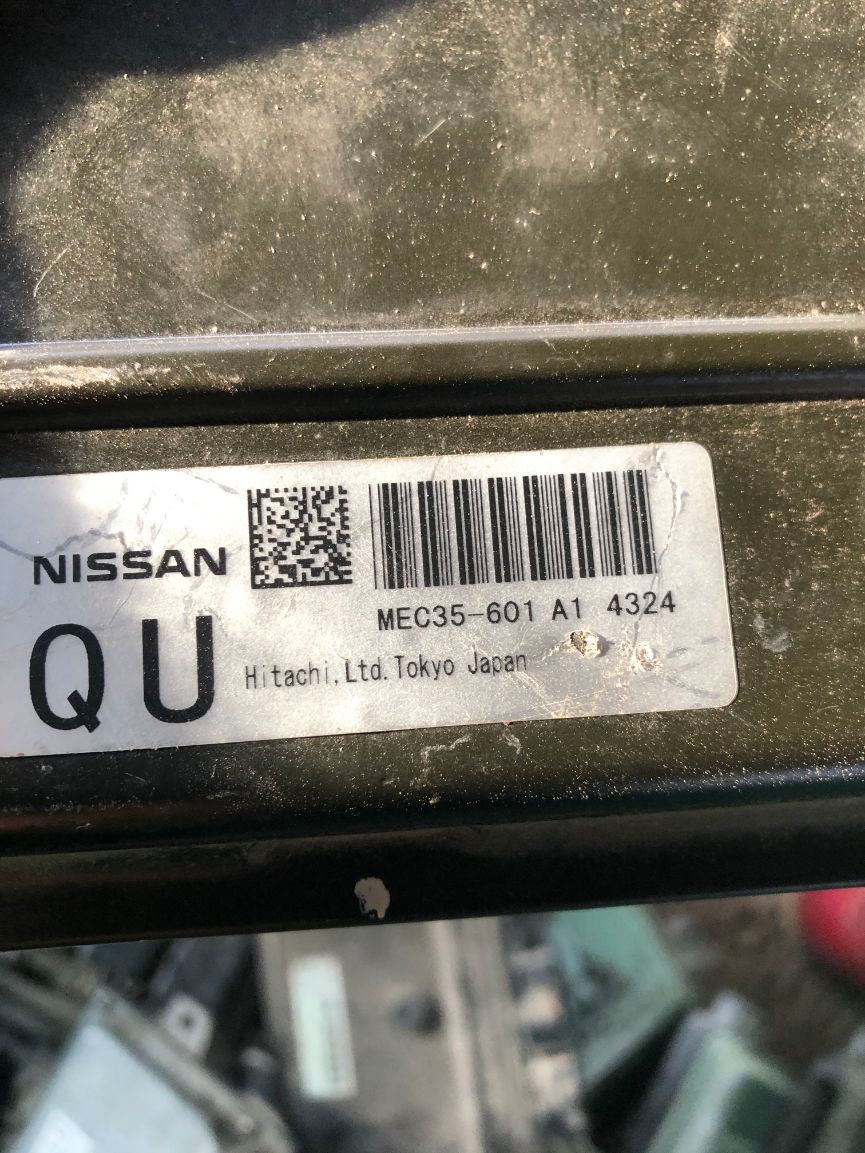 NISSAN
MEC35-601 A1 4324
QU
Hitachi,Ltd.Tokyo Japan